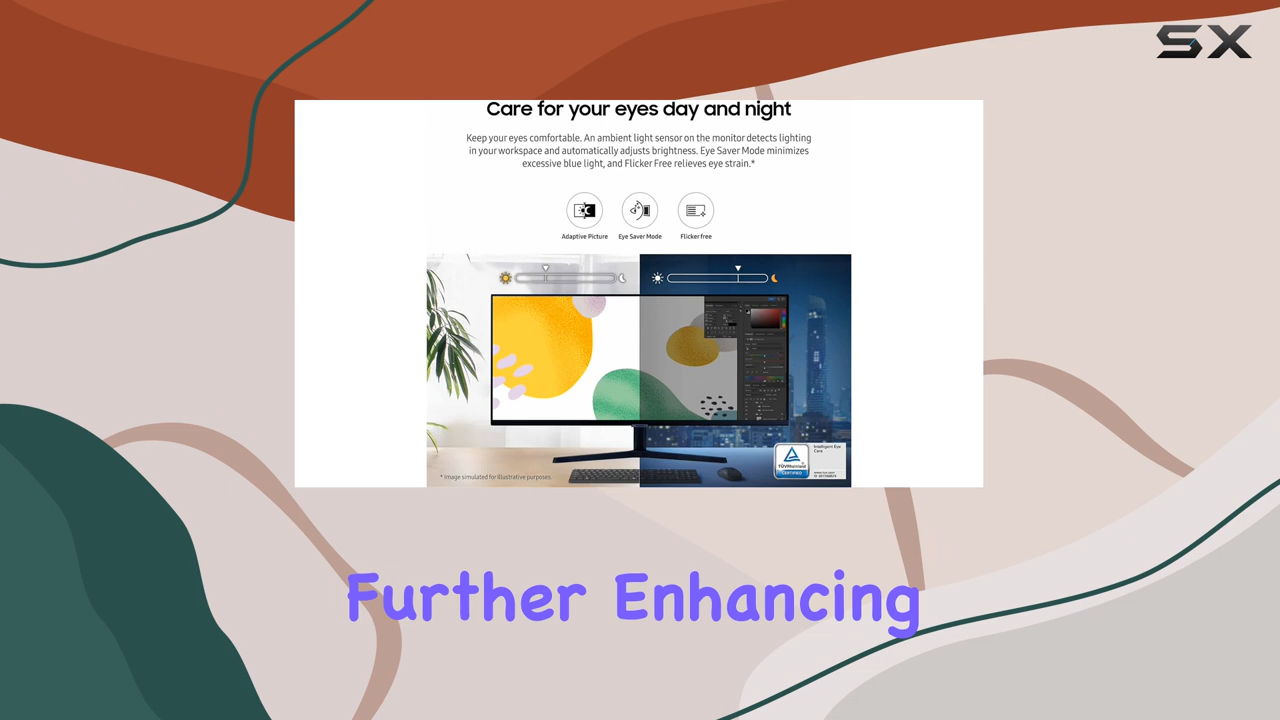 SX
Care for your eyes day and night
Keep your eyes comfortable. An ambient light sensor on the monitor detects lighting
in your workspace and automatically adjusts brightness. Eye Saver Mode minimizes
excessive blue light, and Flicker Free relieves eye strain.*
Adaptive Picture Eye Saver Mode Flicker free
Intelligent Eye
Care
TÜVRheinland
CERTIFIED
* Image simulated for illustrative purposes.
Further Enhancing